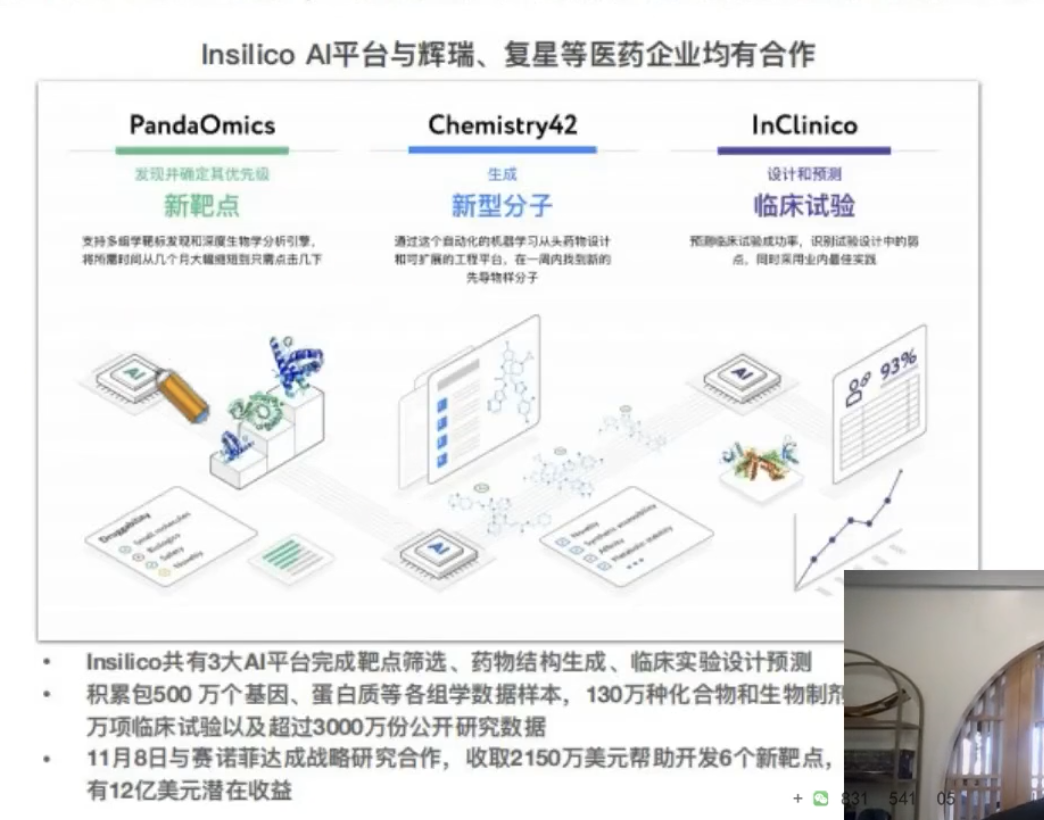 Insilico AI平台与辉瑞、复星等医药企业均有合作
PandaOmics
发现并确定其优先级
新靶点
支持多组学靶标发现和深度生物学分析引擎，
将所需时间从几个月大幅缩短到只需点击几下
Chemistry42
生成
新型分子
通过这个自动化的机器学习从头药物设计
和可扩展的工程平台，在一周内找到新的
先导物样分子
InClinico
设计和预测
临床试验
预测临床试验成功率，识别试验设计中的弱
点，同时采用业内最佳实践
AI
Druggability
Small molecules
Biologics
Safety
Novelty
AI
Novelty
Synthetic accessibility
Affinity
Metabolic stability
AI
93%
• Insilico共有3大AI平台完成靶点筛选、药物结构生成、临床实验设计预测
• 积累包500 万个基因、蛋白质等各组学数据样本，130万种化合物和生物制剂
万项临床试验以及超过3000万份公开研究数据
• 11月8日与赛诺菲达成战略研究合作，收取2150万美元帮助开发6个新靶点，
有12亿美元潜在收益
+ 831 541 05